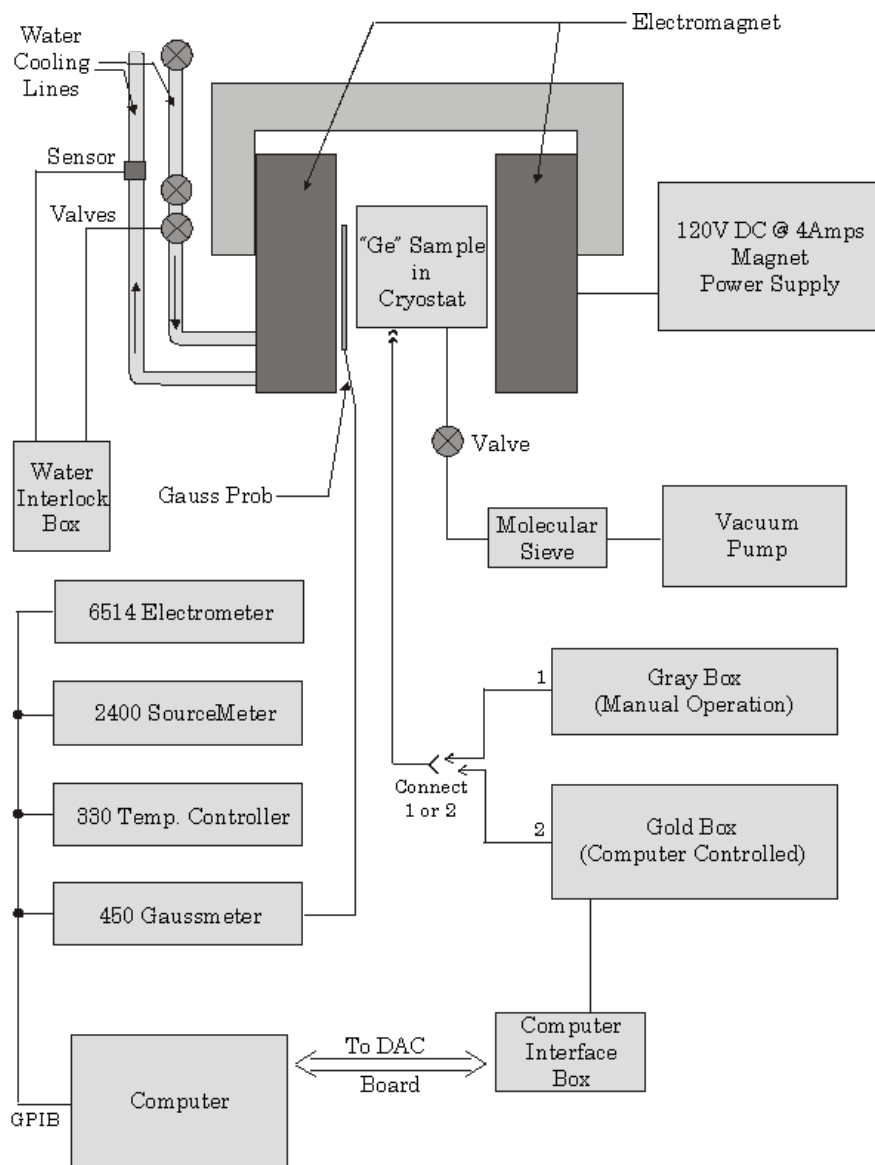 Water
Cooling
Lines
Electromagnet
Sensor
Valves
"Ge" Sample
in
Cryostat
120V DC @ 4Amps
Magnet
Power Supply
Valve
Water
Interlock
Box
Gauss Prob
Molecular
Sieve
Vacuum
Pump
6514 Electrometer
2400 SourceMeter
330 Temp. Controller
450 Gaussmeter
1
Gray Box
(Manual Operation)
Connect
1 or 2
2
Gold Box
(Computer Controlled)
To DAC
Board
Computer
Interface
Box
Computer
GPIB